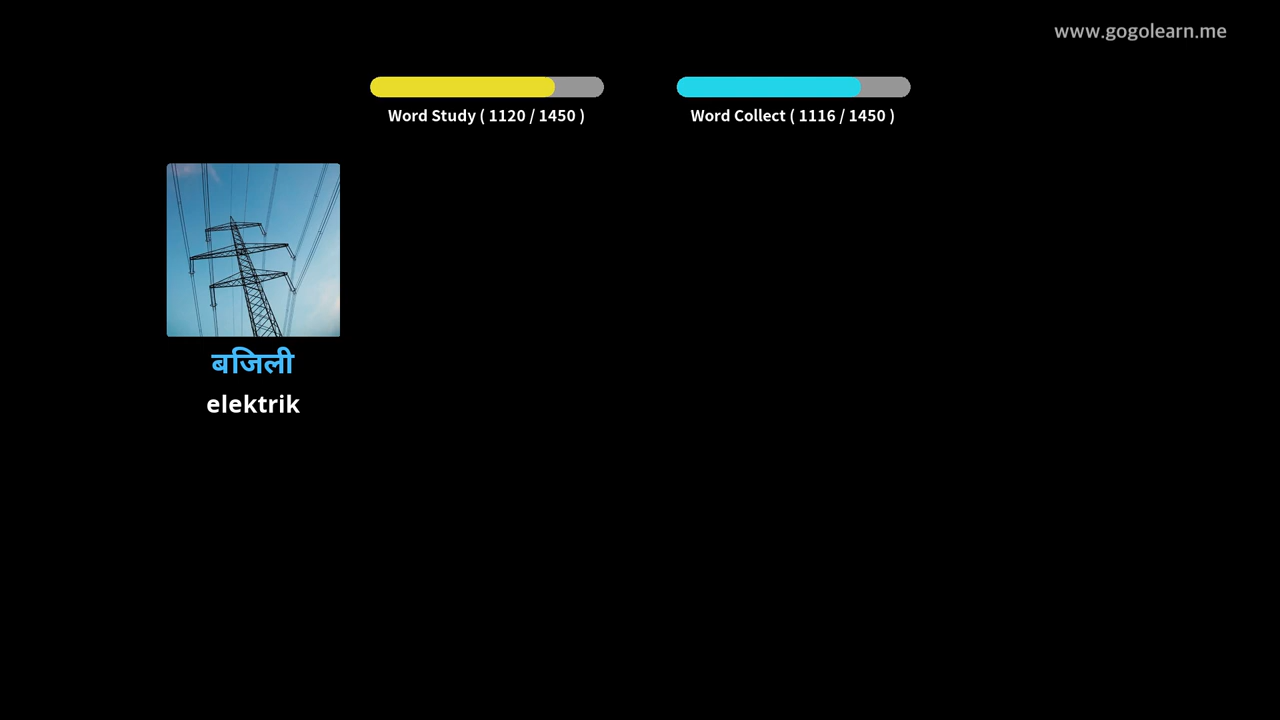 www.gogolearn.me
Word Study ( 1120 / 1450 )
Word Collect ( 1116 / 1450 )
बजिली
elektrik